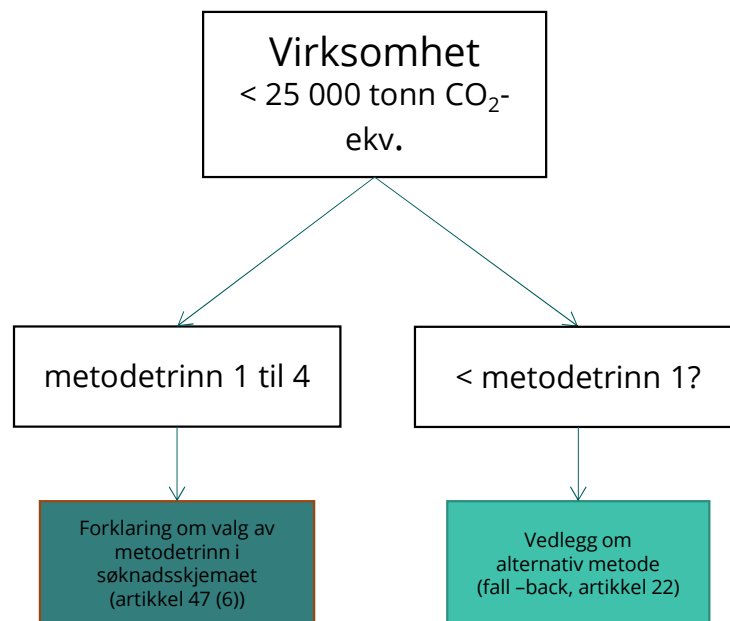 Virksomhet
< 25 000 tonn CO₂-
ekv.
metodetrinn 1 til 4
< metodetrinn 1?
Forklaring om valg av
metodetrinn i
søknadsskjemaet
(artikkel 47 (6))
Vedlegg om
alternativ metode
(fall –back, artikkel 22)